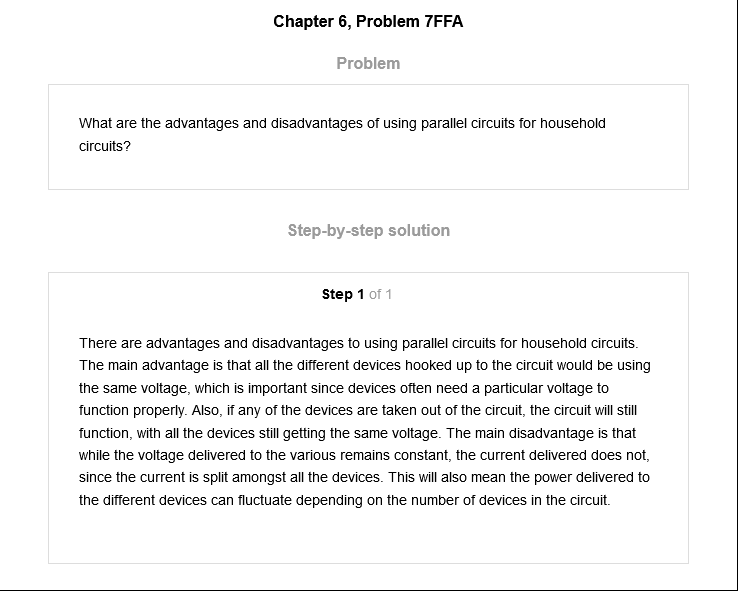 Chapter 6, Problem 7FFA
Problem
What are the advantages and disadvantages of using parallel circuits for household
circuits?
Step-by-step solution
Step 1 of 1
There are advantages and disadvantages to using parallel circuits for household circuits.
The main advantage is that all the different devices hooked up to the circuit would be using
the same voltage, which is important since devices often need a particular voltage to
function properly. Also, if any of the devices are taken out of the circuit, the circuit will still
function, with all the devices still getting the same voltage. The main disadvantage is that
while the voltage delivered to the various remains constant, the current delivered does not,
since the current is split amongst all the devices. This will also mean the power delivered to
the different devices can fluctuate depending on the number of devices in the circuit.